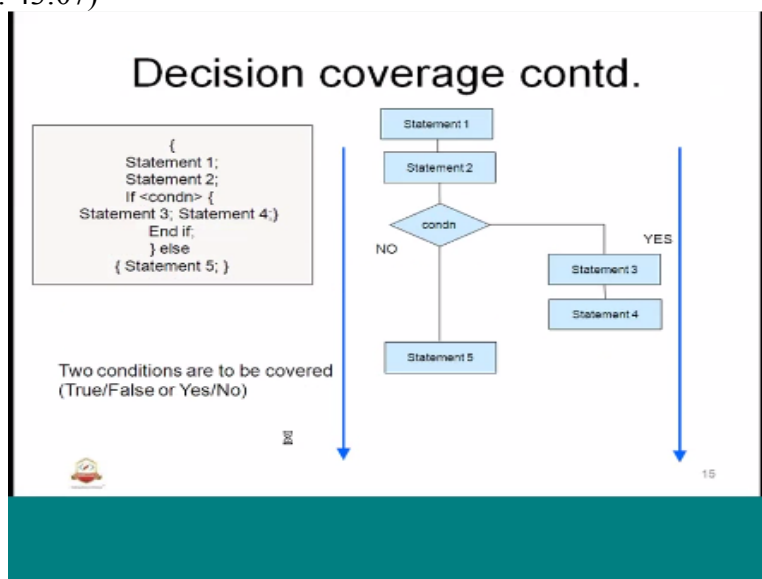 Decision coverage contd.
{
Statement 1;
Statement 2;
If <condn> {
Statement 3; Statement 4;}
End if;
} else
{ Statement 5; }
Statement 1
Statement 2
condn
NO
YES
Statement 3
Statement 4
Statement 5
Two conditions are to be covered
(True/False or Yes/No)
15